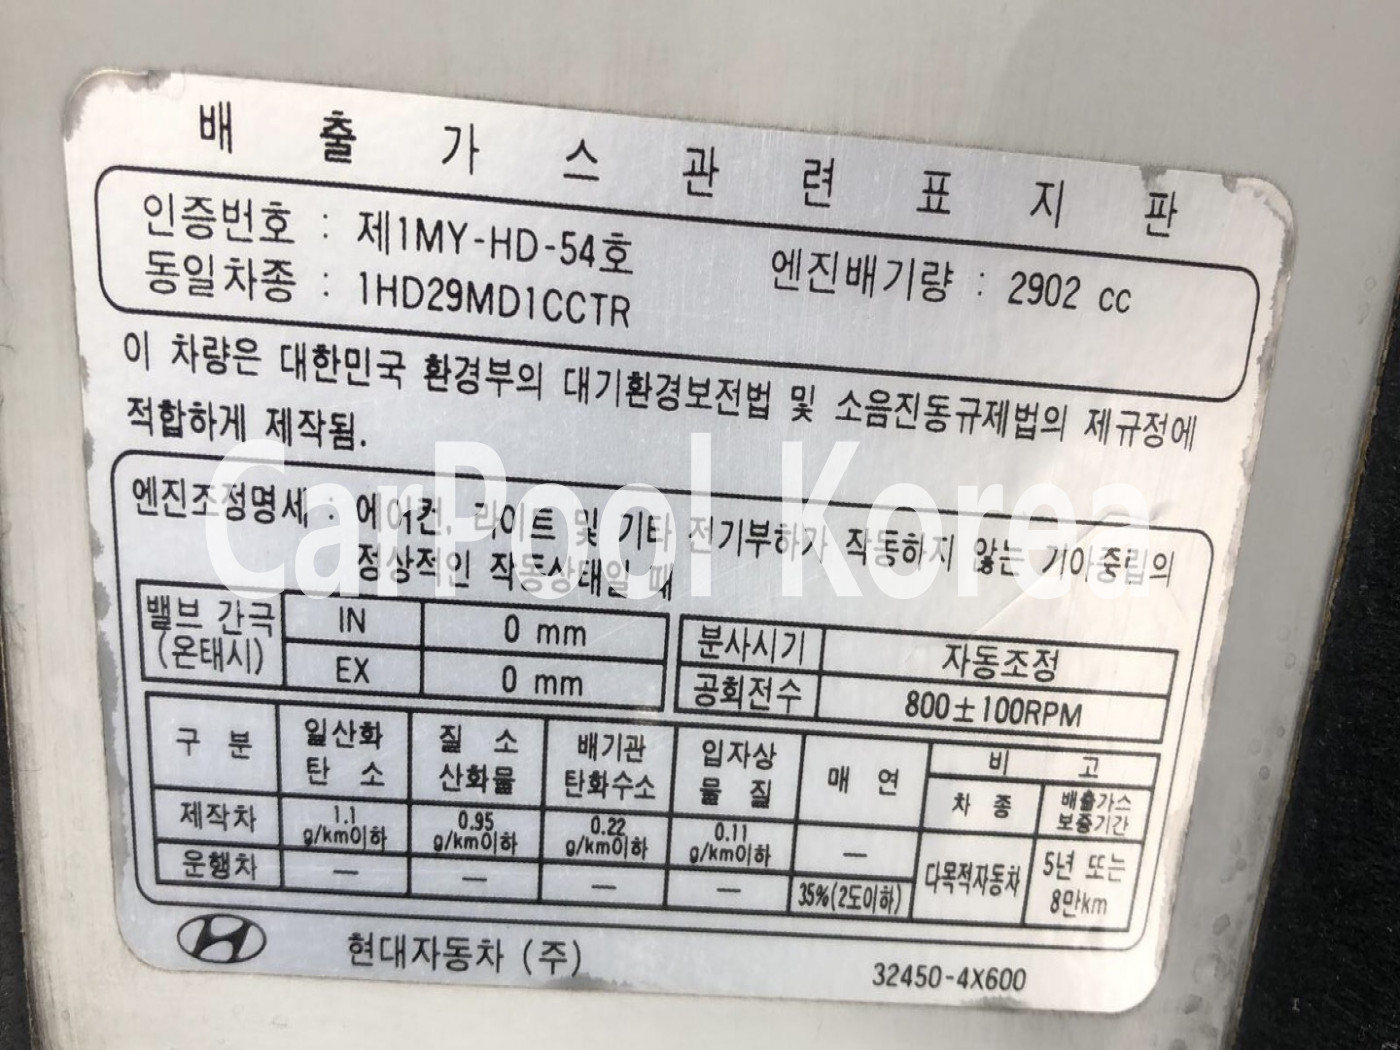 배 출 가 스 관 련 표 지 판
인증번호 : 제1MY-HD-54호 엔진배기량 : 2902 cc
동일차종 : 1HD29MD1CCTR
이 차량은 대한민국 환경부의 대기환경보전법 및 소음진동규제법의 제규정에
적합하게 제작됨.
CarPool Korea
엔진조정명세 : 에어컨, 라이트 및 기타 전기부하가 작동하지 않는 기아중립의
정상적인 작동상태일 때
밸브 간극 IN 0 mm 분사시기 자동조정
(온태시) EX 0 mm 공회전수 800±100RPM
구 분 일산화 탄 소 질 소 산화물 배기관 탄화수소 입자상 물 질 매 연 비 고
차 종 배출가스 보증기간
제작차 1.1 g/km이하 0.95 g/km이하 0.22 g/km이하 0.11 g/km이하 — 다목적자동차 5년 또는 8만km
운행차 — — — — 35%(2도이하)
현대자동차 (주) 32450-4X600